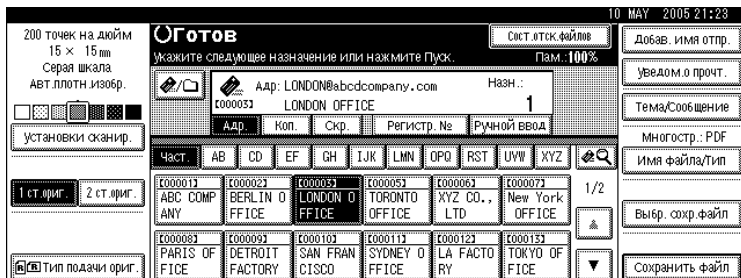 10 MAY 2005 21:23
200 точек на дюйм
15 × 15 mm
Серая шкала
Авт.плотн.изобр.
Установки сканир.
1 ст.ориг.
2 ст.ориг.
Тип подачи ориг.
Готов
Сост.отск.файлов
Укажите следующее назначение или нажмите Пуск.
Пам.:100%
Адр: LONDON@abcdcompany.com
Назн.:
[00003]
LONDON OFFICE
1
Адр.
Коп.
Скр.
Регистр. №
Ручной ввод
Част.
AB
CD
EF
GH
IJK
LMN
OPQ
RST
UVW
XYZ
[00001]
ABC COMP
ANY
[00002]
BERLIN O
FFICE
[00003]
LONDON O
FFICE
[00005]
TORONTO
OFFICE
[00006]
XYZ CO.,
LTD
[00007]
New York
OFFICE
1/2
[00008]
PARIS OF
FICE
[00009]
DETROIT
FACTORY
[00010]
SAN FRAN
CISCO
[00011]
SYDNEY O
FFICE
[00012]
LA FACTO
RY
[00013]
TOKYO OF
FICE
Добав. имя отпр.
Уведом.о прочт.
Тема/Сообщение
Многостр.: PDF
Имя файла/Тип
Выбр. сохр.файл
Сохранить файл